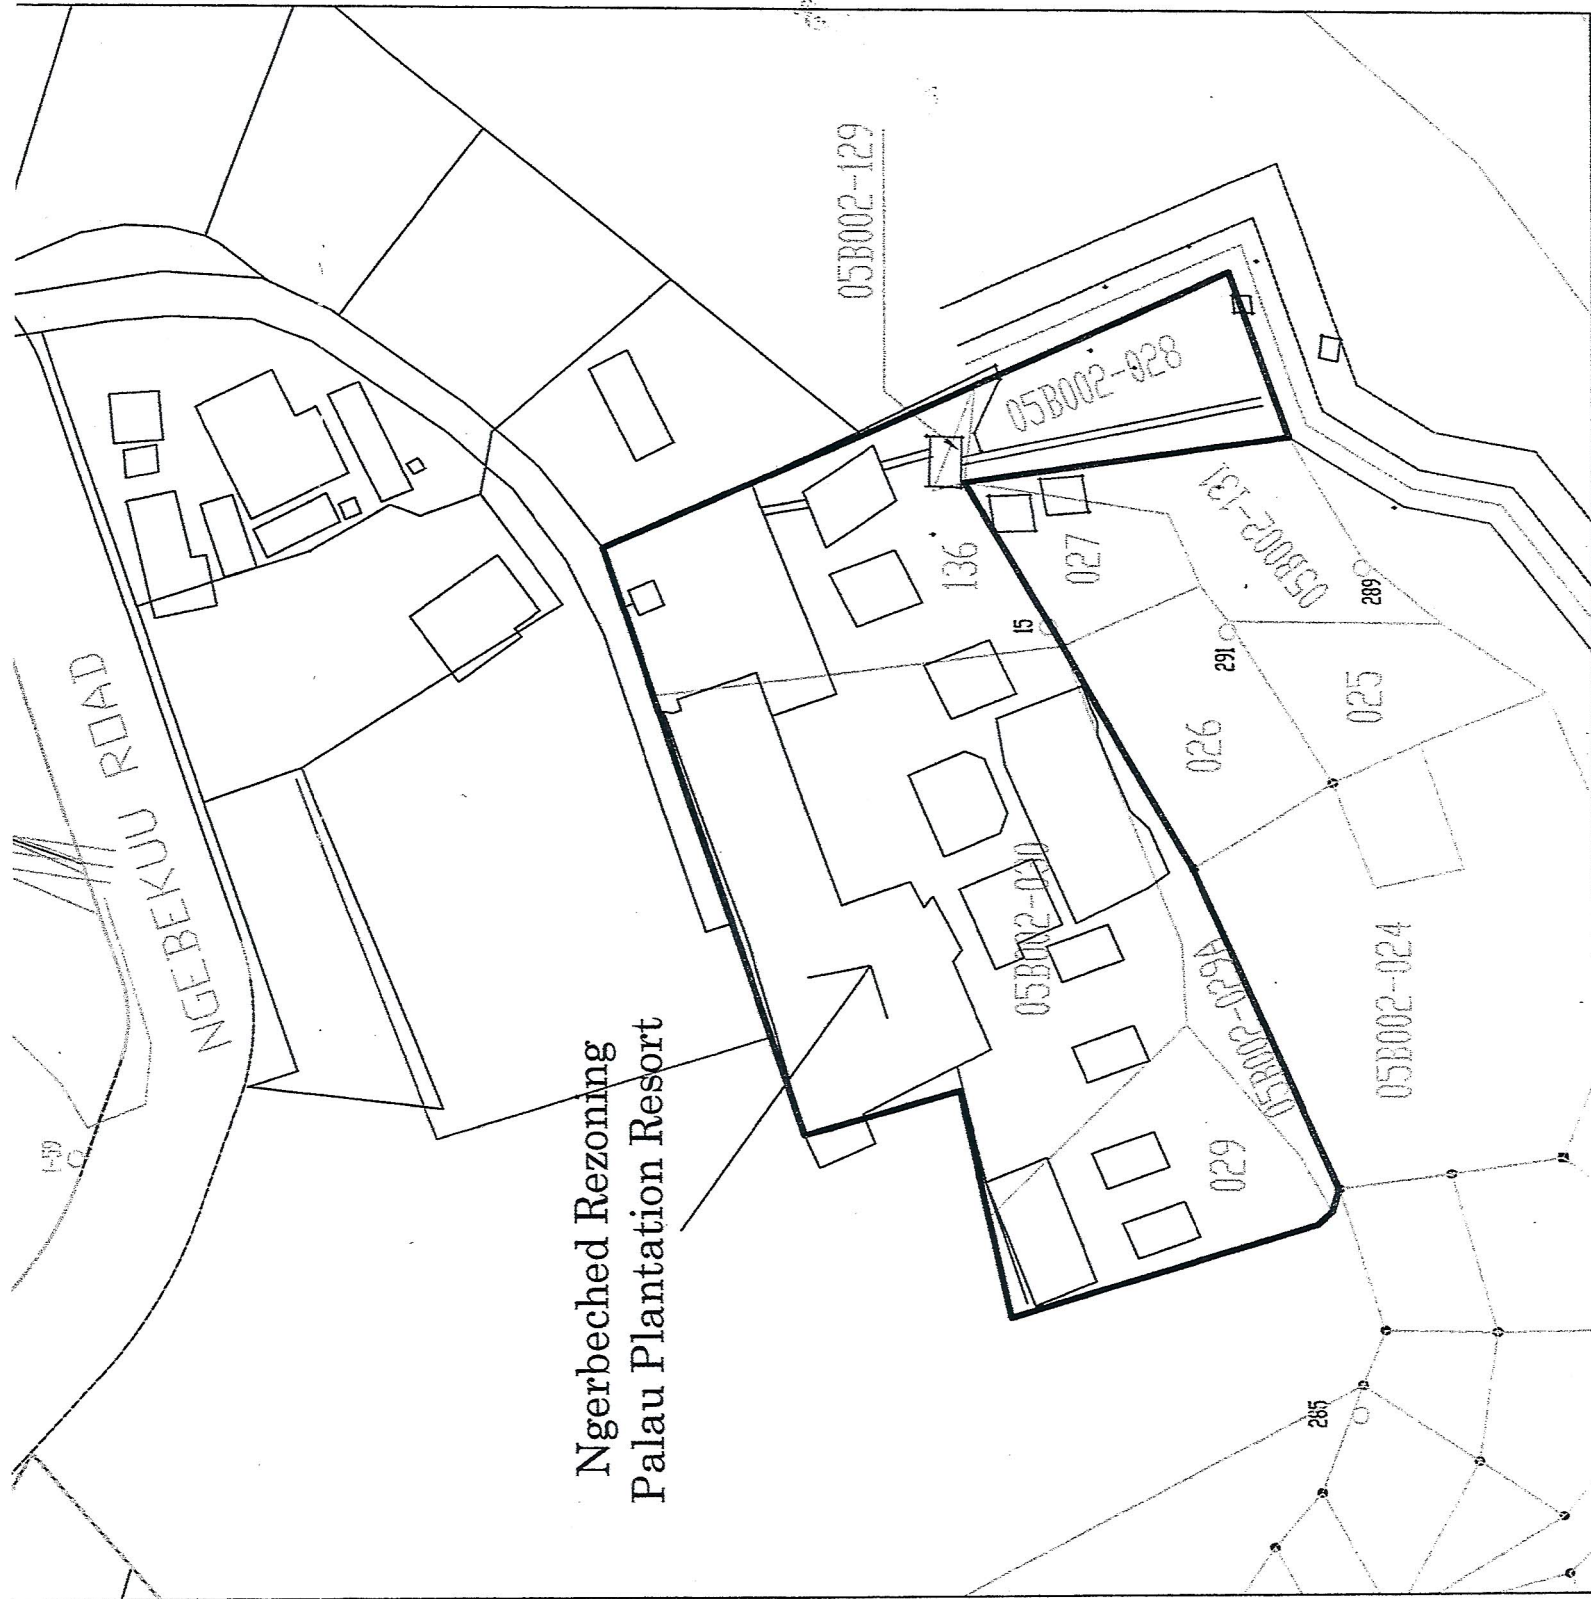 NGEBEKUU ROAD
Ngerbeched Rezoning
Palau Plantation Resort
05B002-129
05B002-028
136
027
05B002-131
15
289
291
026
025
05B002-030
05B002-029A
05B002-024
029
285